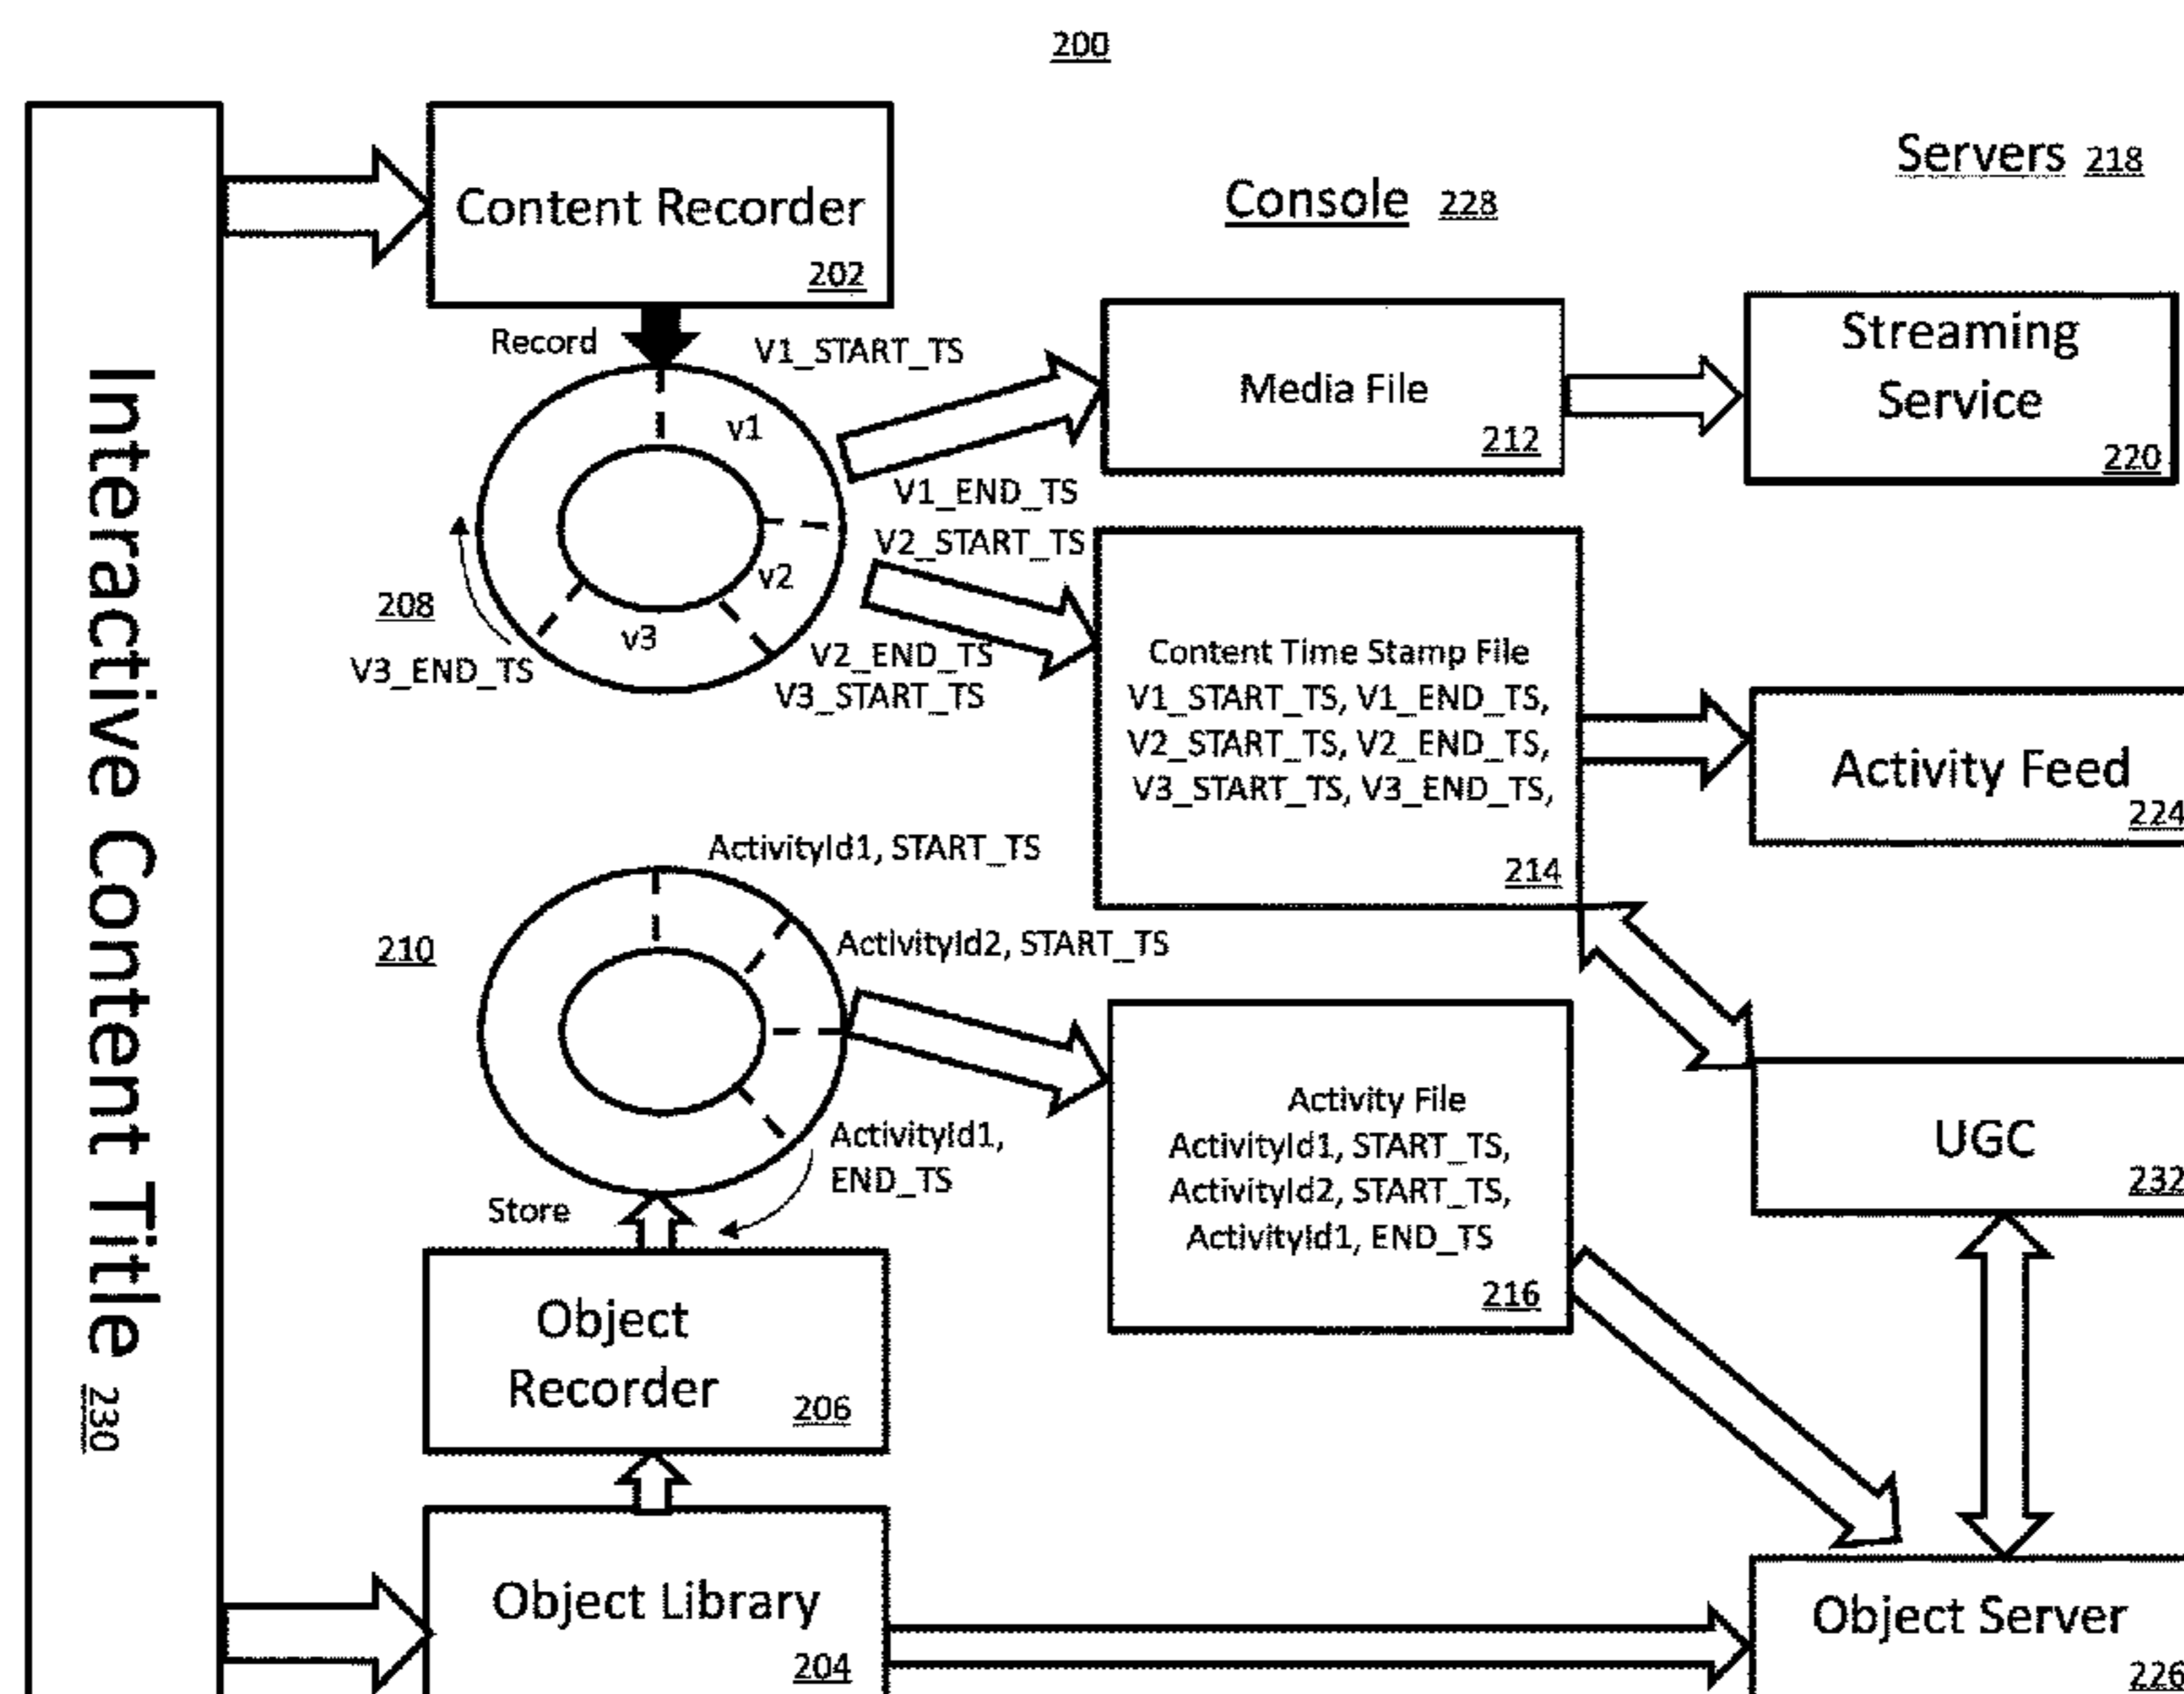 200
Servers 218
Console 228
Interactive Content Title 230
Content Recorder
202
Record
V1_START_TS
v1
V1_END_TS
V2_START_TS
v2
v3
208
V3_END_TS
V2_END_TS
V3_START_TS
Media File
212
Streaming
Service
220
Content Time Stamp File
V1_START_TS, V1_END_TS,
V2_START_TS, V2_END_TS,
V3_START_TS, V3_END_TS,
214
Activity Feed
224
ActivityId1, START_TS
210
ActivityId2, START_TS
ActivityId1,
END_TS
Store
Activity File
ActivityId1, START_TS,
ActivityId2, START_TS,
ActivityId1, END_TS
216
UGC
232
Object
Recorder
206
Object Library
204
Object Server
226